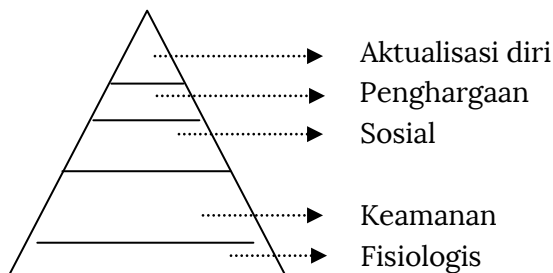 Aktualisasi diri
Penghargaan
Sosial
Keamanan
Fisiologis